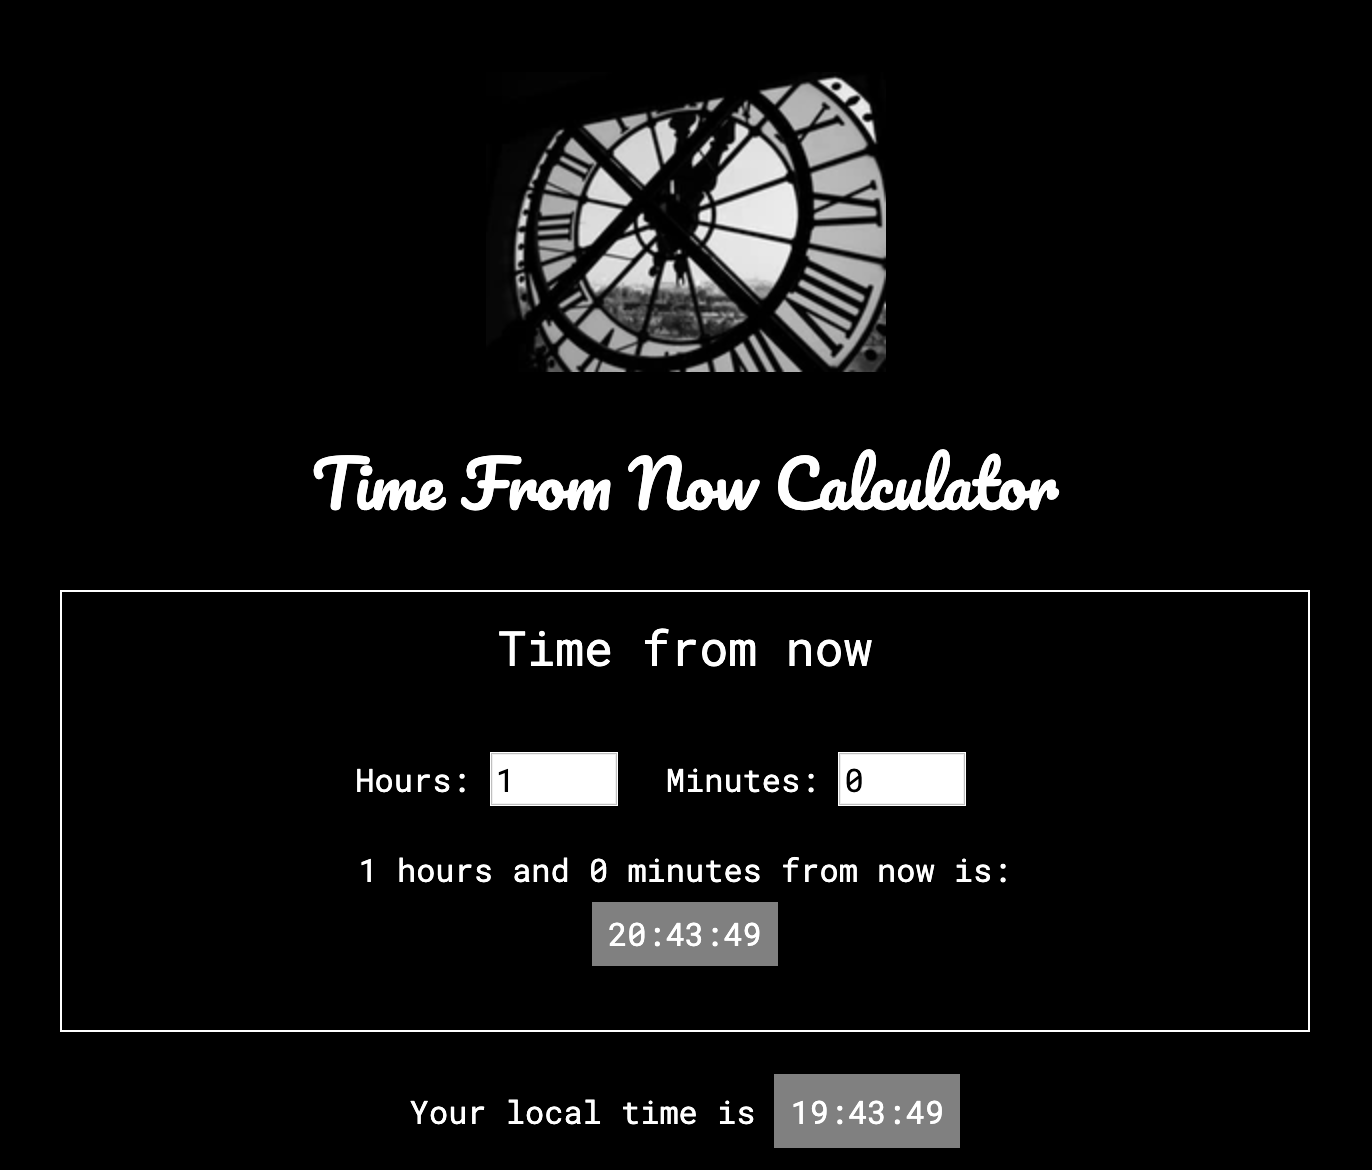 Time From Now Calculator
Time from now
Hours: 1 Minutes: 0
1 hours and 0 minutes from now is:
20:43:49
Your local time is 19:43:49